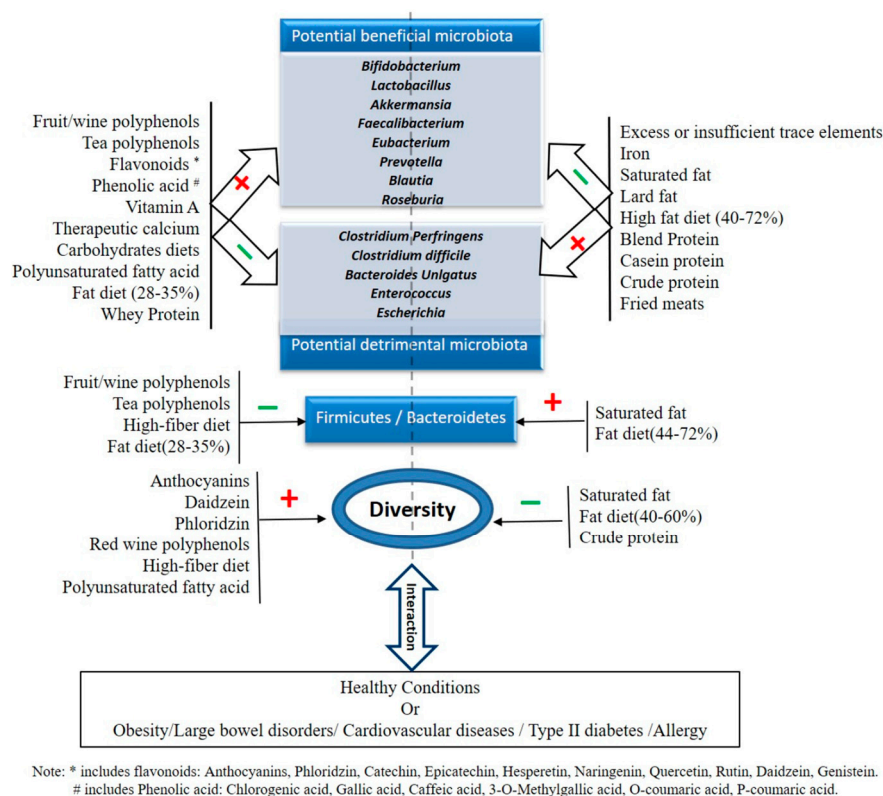 Potential beneficial microbiota
Bifidobacterium
Lactobacillus
Akkermansia
Faecalibacterium
Eubacterium
Prevotella
Blautia
Roseburia
Fruit/wine polyphenols
Tea polyphenols
Flavonoids *
Phenolic acid #
Vitamin A
Therapeutic calcium
Carbohydrates diets
Polyunsaturated fatty acid
Fat diet (28-35%)
Whey Protein
+
−
Excess or insufficient trace elements
Iron
Saturated fat
Lard fat
High fat diet (40-72%)
Blend Protein
Casein protein
Crude protein
Fried meats
−
+
Clostridium Perfringens
Clostridium difficile
Bacteroides Unlgatus
Enterococcus
Escherichia
Potential detrimental microbiota
Fruit/wine polyphenols
Tea polyphenols
High-fiber diet
Fat diet(28-35%)
−
Firmicutes / Bacteroidetes
+
Saturated fat
Fat diet(44-72%)
Anthocyanins
Daidzein
Phloridzin
Red wine polyphenols
High-fiber diet
Polyunsaturated fatty acid
+
Diversity
−
Saturated fat
Fat diet(40-60%)
Crude protein
Interaction
Healthy Conditions
Or
Obesity/Large bowel disorders/ Cardiovascular diseases / Type II diabetes /Allergy
Note: * includes flavonoids: Anthocyanins, Phloridzin, Catechin, Epicatechin, Hesperetin, Naringenin, Quercetin, Rutin, Daidzein, Genistein.
# includes Phenolic acid: Chlorogenic acid, Gallic acid, Caffeic acid, 3-O-Methylgallic acid, O-coumaric acid, P-coumaric acid.